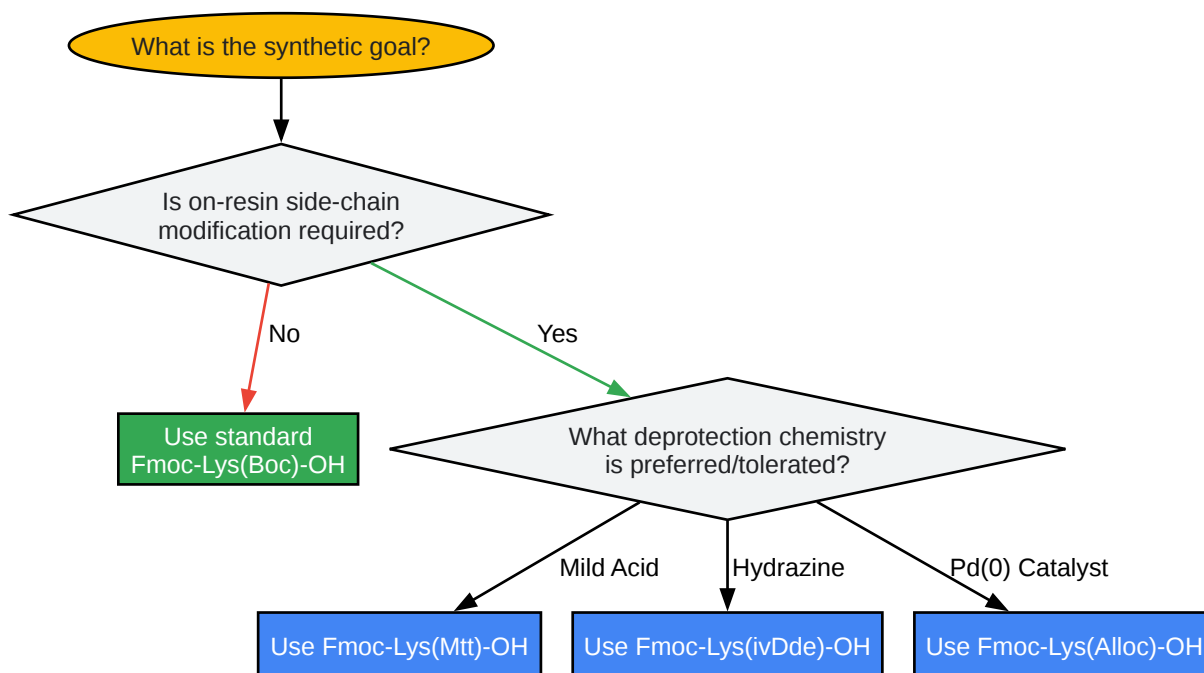 What is the synthetic goal?
Is on-resin side-chain
modification required?
No
Yes
Use standard
Fmoc-Lys(Boc)-OH
What deprotection chemistry
is preferred/tolerated?
Mild Acid
Hydrazine
Pd(0) Catalyst
Use Fmoc-Lys(Mtt)-OH
Use Fmoc-Lys(ivDde)-OH
Use Fmoc-Lys(Alloc)-OH